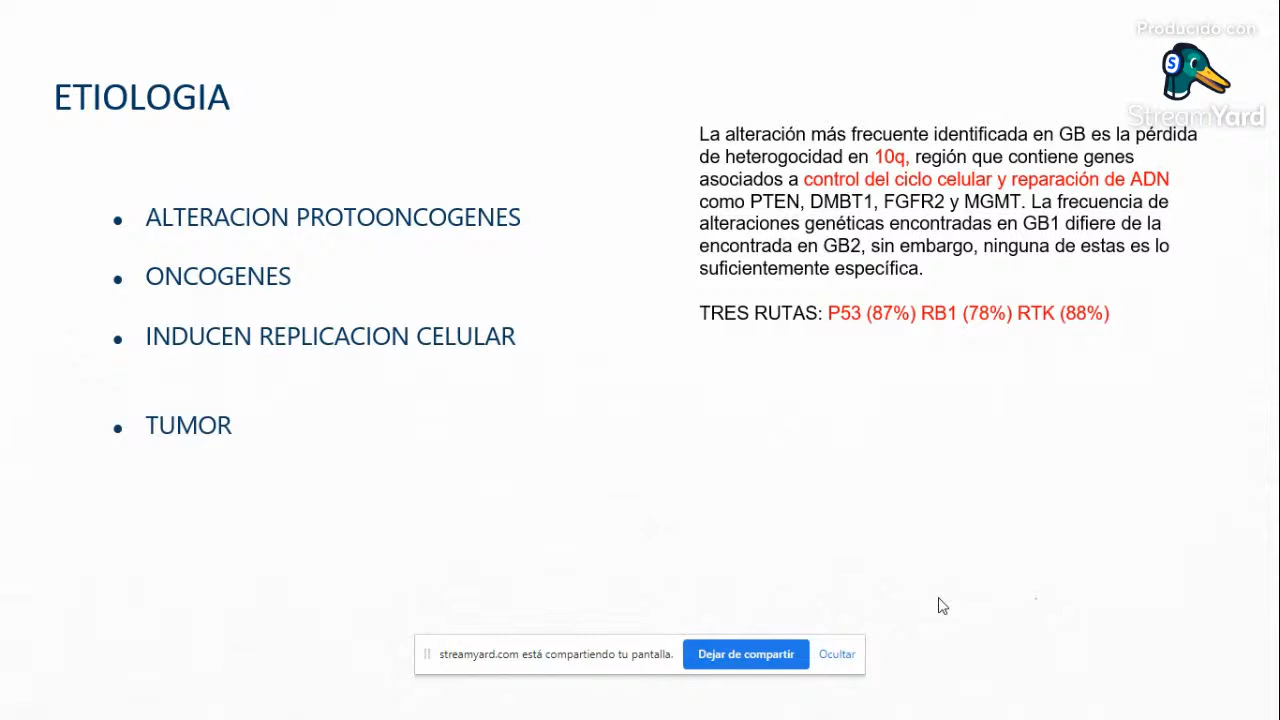 Producido con
StreamYard
ETIOLOGIA
ALTERACION PROTOONCOGENES
ONCOGENES
INDUCEN REPLICACION CELULAR
TUMOR
La alteración más frecuente identificada en GB es la pérdida
de heterogocidad en 10q, región que contiene genes
asociados a control del ciclo celular y reparación de ADN
como PTEN, DMBT1, FGFR2 y MGMT. La frecuencia de
alteraciones genéticas encontradas en GB1 difiere de la
encontrada en GB2, sin embargo, ninguna de estas es lo
suficientemente específica.
TRES RUTAS: P53 (87%) RB1 (78%) RTK (88%)
streamyard.com está compartiendo tu pantalla.
Dejar de compartir
Ocultar